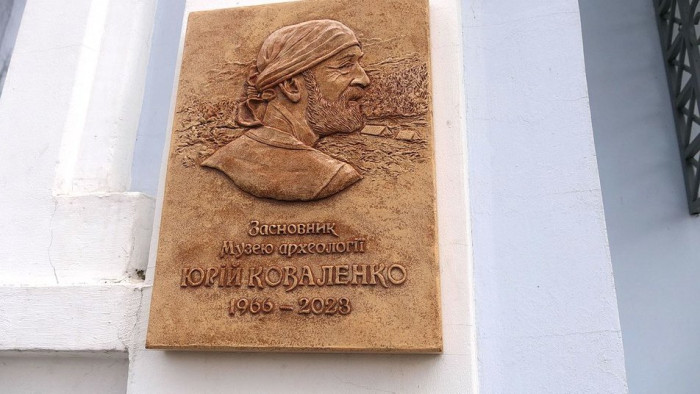 Засновник
Музею археології
ЮРІЙ КОВАЛЕНКО
1966 – 2023